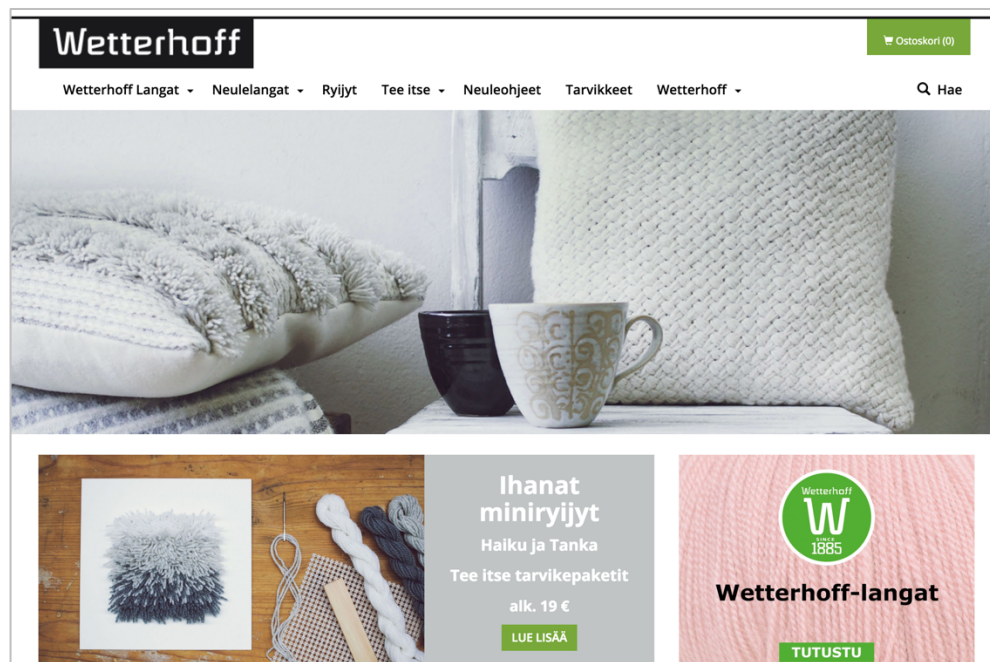 Wetterhoff
Ostoskori (0)
Wetterhoff Langat Neulelangat Ryijyt Tee itse Neuleohjeet Tarvikkeet Wetterhoff Hae
Ihanat
miniryijyt
Haiku ja Tanka
Tee itse tarvikepaketit
alk. 19 €
LUE LISÄÄ
Wetterhoff
W
SINCE
1885
Wetterhoff-langat
TUTUSTU